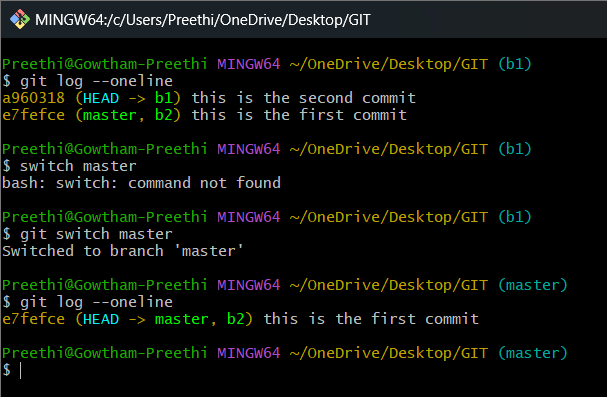 MINGW64:/c/Users/Preethi/OneDrive/Desktop/GIT
Preethi@Gowtham-Preethi MINGW64 ~/OneDrive/Desktop/GIT (b1)
$ git log --oneline
a960318 (HEAD -> b1) this is the second commit
e7fefce (master, b2) this is the first commit
Preethi@Gowtham-Preethi MINGW64 ~/OneDrive/Desktop/GIT (b1)
$ switch master
bash: switch: command not found
Preethi@Gowtham-Preethi MINGW64 ~/OneDrive/Desktop/GIT (b1)
$ git switch master
Switched to branch 'master'
Preethi@Gowtham-Preethi MINGW64 ~/OneDrive/Desktop/GIT (master)
$ git log --oneline
e7fefce (HEAD -> master, b2) this is the first commit
Preethi@Gowtham-Preethi MINGW64 ~/OneDrive/Desktop/GIT (master)
$